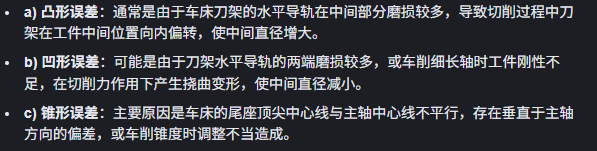 • a) 凸形误差：通常是由于车床刀架的水平导轨在中间部分磨损较多，导致切削过程中刀
架在工件中间位置向内偏转，使中间直径增大。
• b) 凹形误差：可能是由于刀架水平导轨的两端磨损较多，或车削细长轴时工件刚性不
足，在切削力作用下产生挠曲变形，使中间直径减小。
• c) 锥形误差：主要原因是车床的尾座顶尖中心线与主轴中心线不平行，存在垂直于主轴
方向的偏差，或车削锥度时调整不当造成。